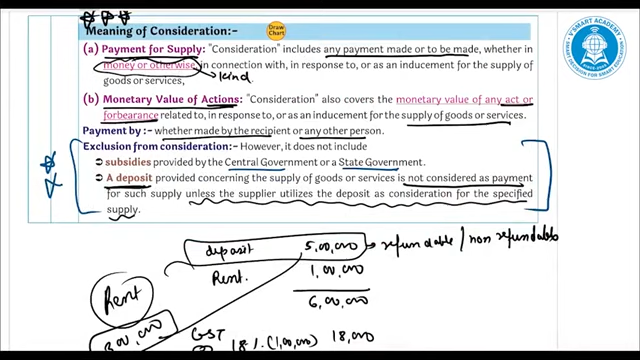 Meaning of Consideration:-
Draw Chart
(a) Payment for Supply: "Consideration" includes any payment made or to be made, whether in
money or otherwise, in connection with, in response to, or as an inducement for the supply of
goods or services,
kind
(b) Monetary Value of Actions: "Consideration" also covers the monetary value of any act or
forbearance related to, in response to, or as an inducement for the supply of goods or services.
Payment by :- whether made by the recipient or any other person.
Exclusion from consideration:- However, it does not include
➲ subsidies provided by the Central Government or a State Government.
➲ A deposit provided concerning the supply of goods or services is not considered as payment
for such supply unless the supplier utilizes the deposit as consideration for the specified
supply.
deposit 5,00,000 → refundable / non refundable
Rent. 1,00,000
6,00,000
Rent
GST 18%. (1,00,000) 18,000
V SMART ACADEMY